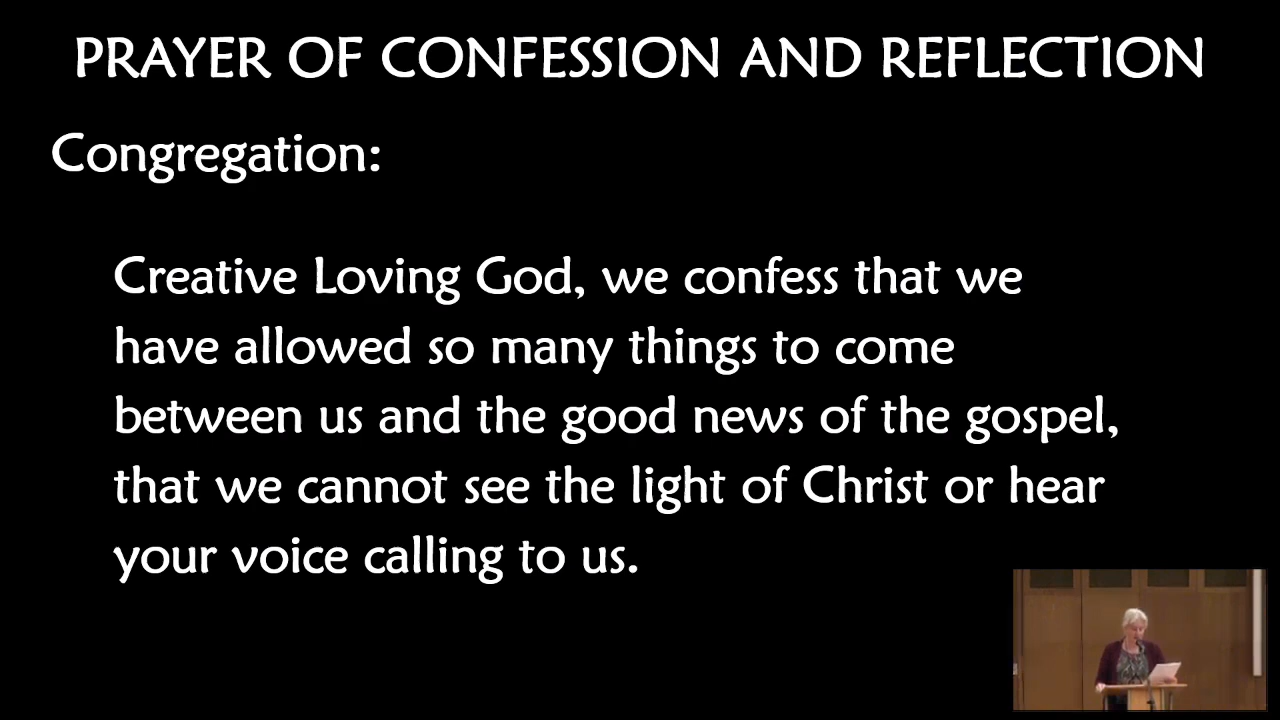 PRAYER OF CONFESSION AND REFLECTION
Congregation:
Creative Loving God, we confess that we
have allowed so many things to come
between us and the good news of the gospel,
that we cannot see the light of Christ or hear
your voice calling to us.